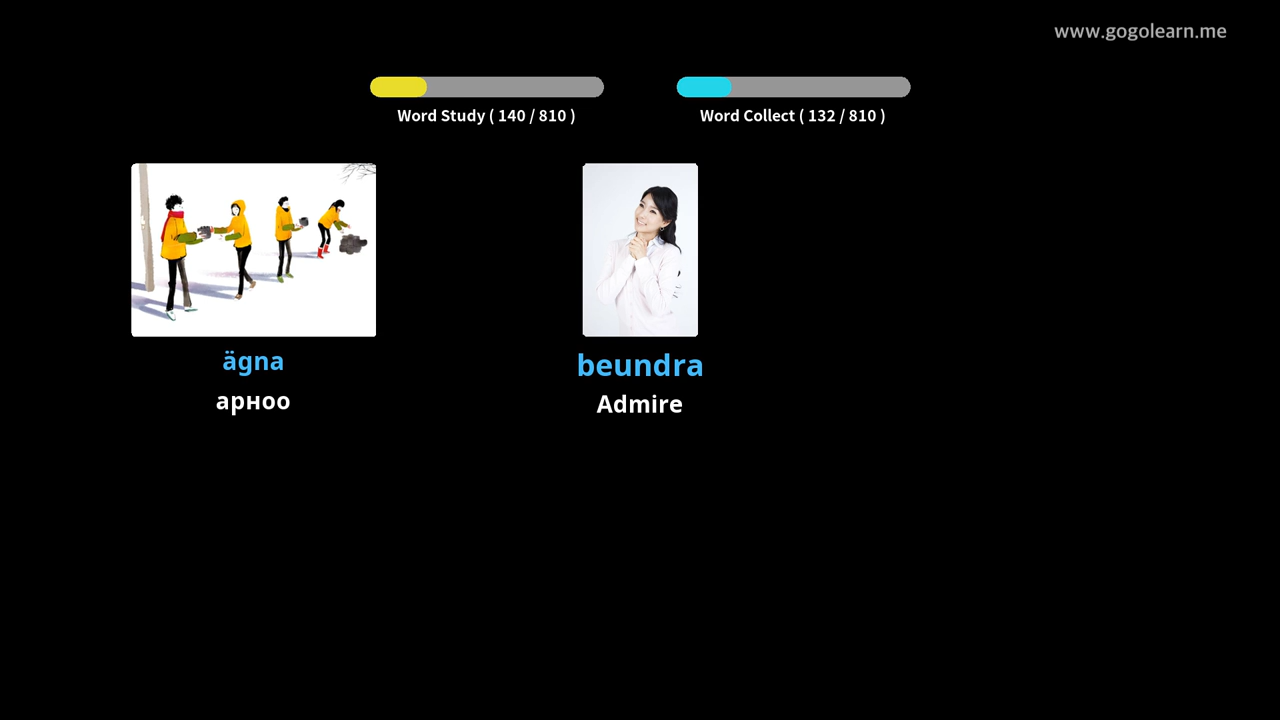 www.gogolearn.me
Word Study ( 140 / 810 )
Word Collect ( 132 / 810 )
ägna
арноо
beundra
Admire